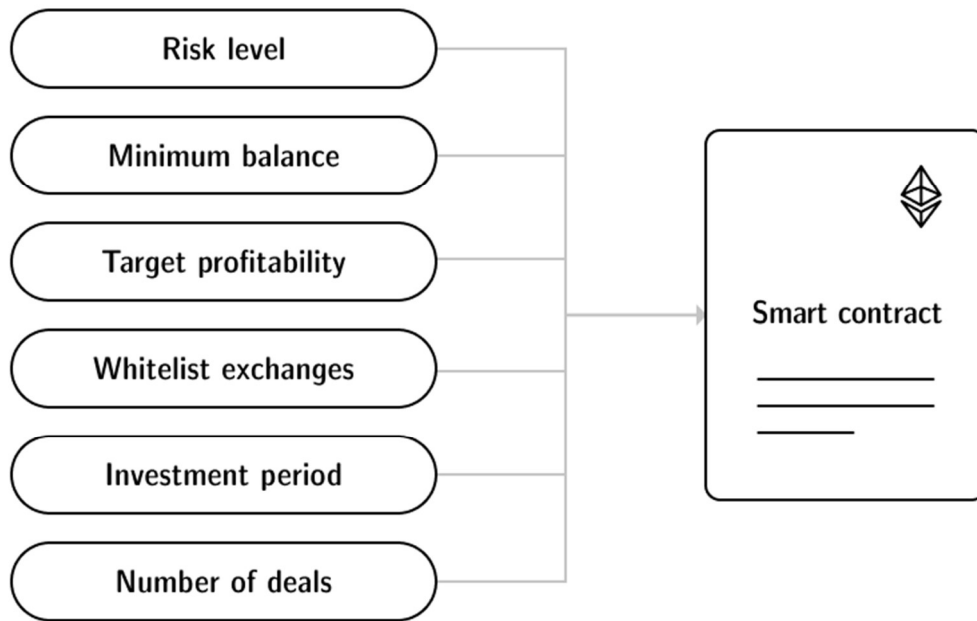 Risk level
Minimum balance
Target profitability
Whitelist exchanges
Investment period
Number of deals
Smart contract